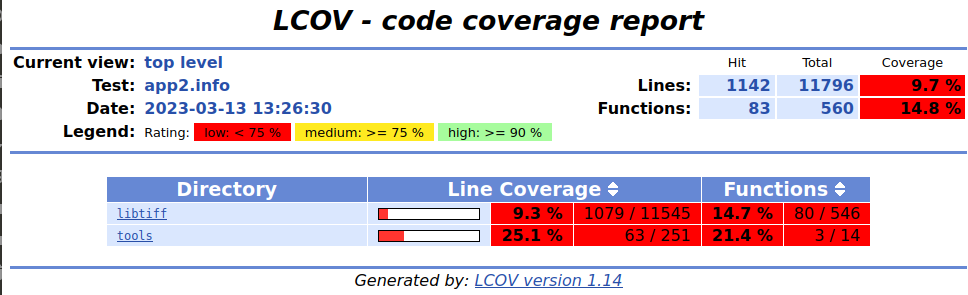 LCOV - code coverage report
Current view: top level Hit Total Coverage
Test: app2.info Lines: 1142 11796 9.7 %
Date: 2023-03-13 13:26:30 Functions: 83 560 14.8 %
Legend: Rating: low: < 75 % medium: >= 75 % high: >= 90 %
Directory Line Coverage Functions
libtiff 9.3 % 1079 / 11545 14.7 % 80 / 546
tools 25.1 % 63 / 251 21.4 % 3 / 14
Generated by: LCOV version 1.14